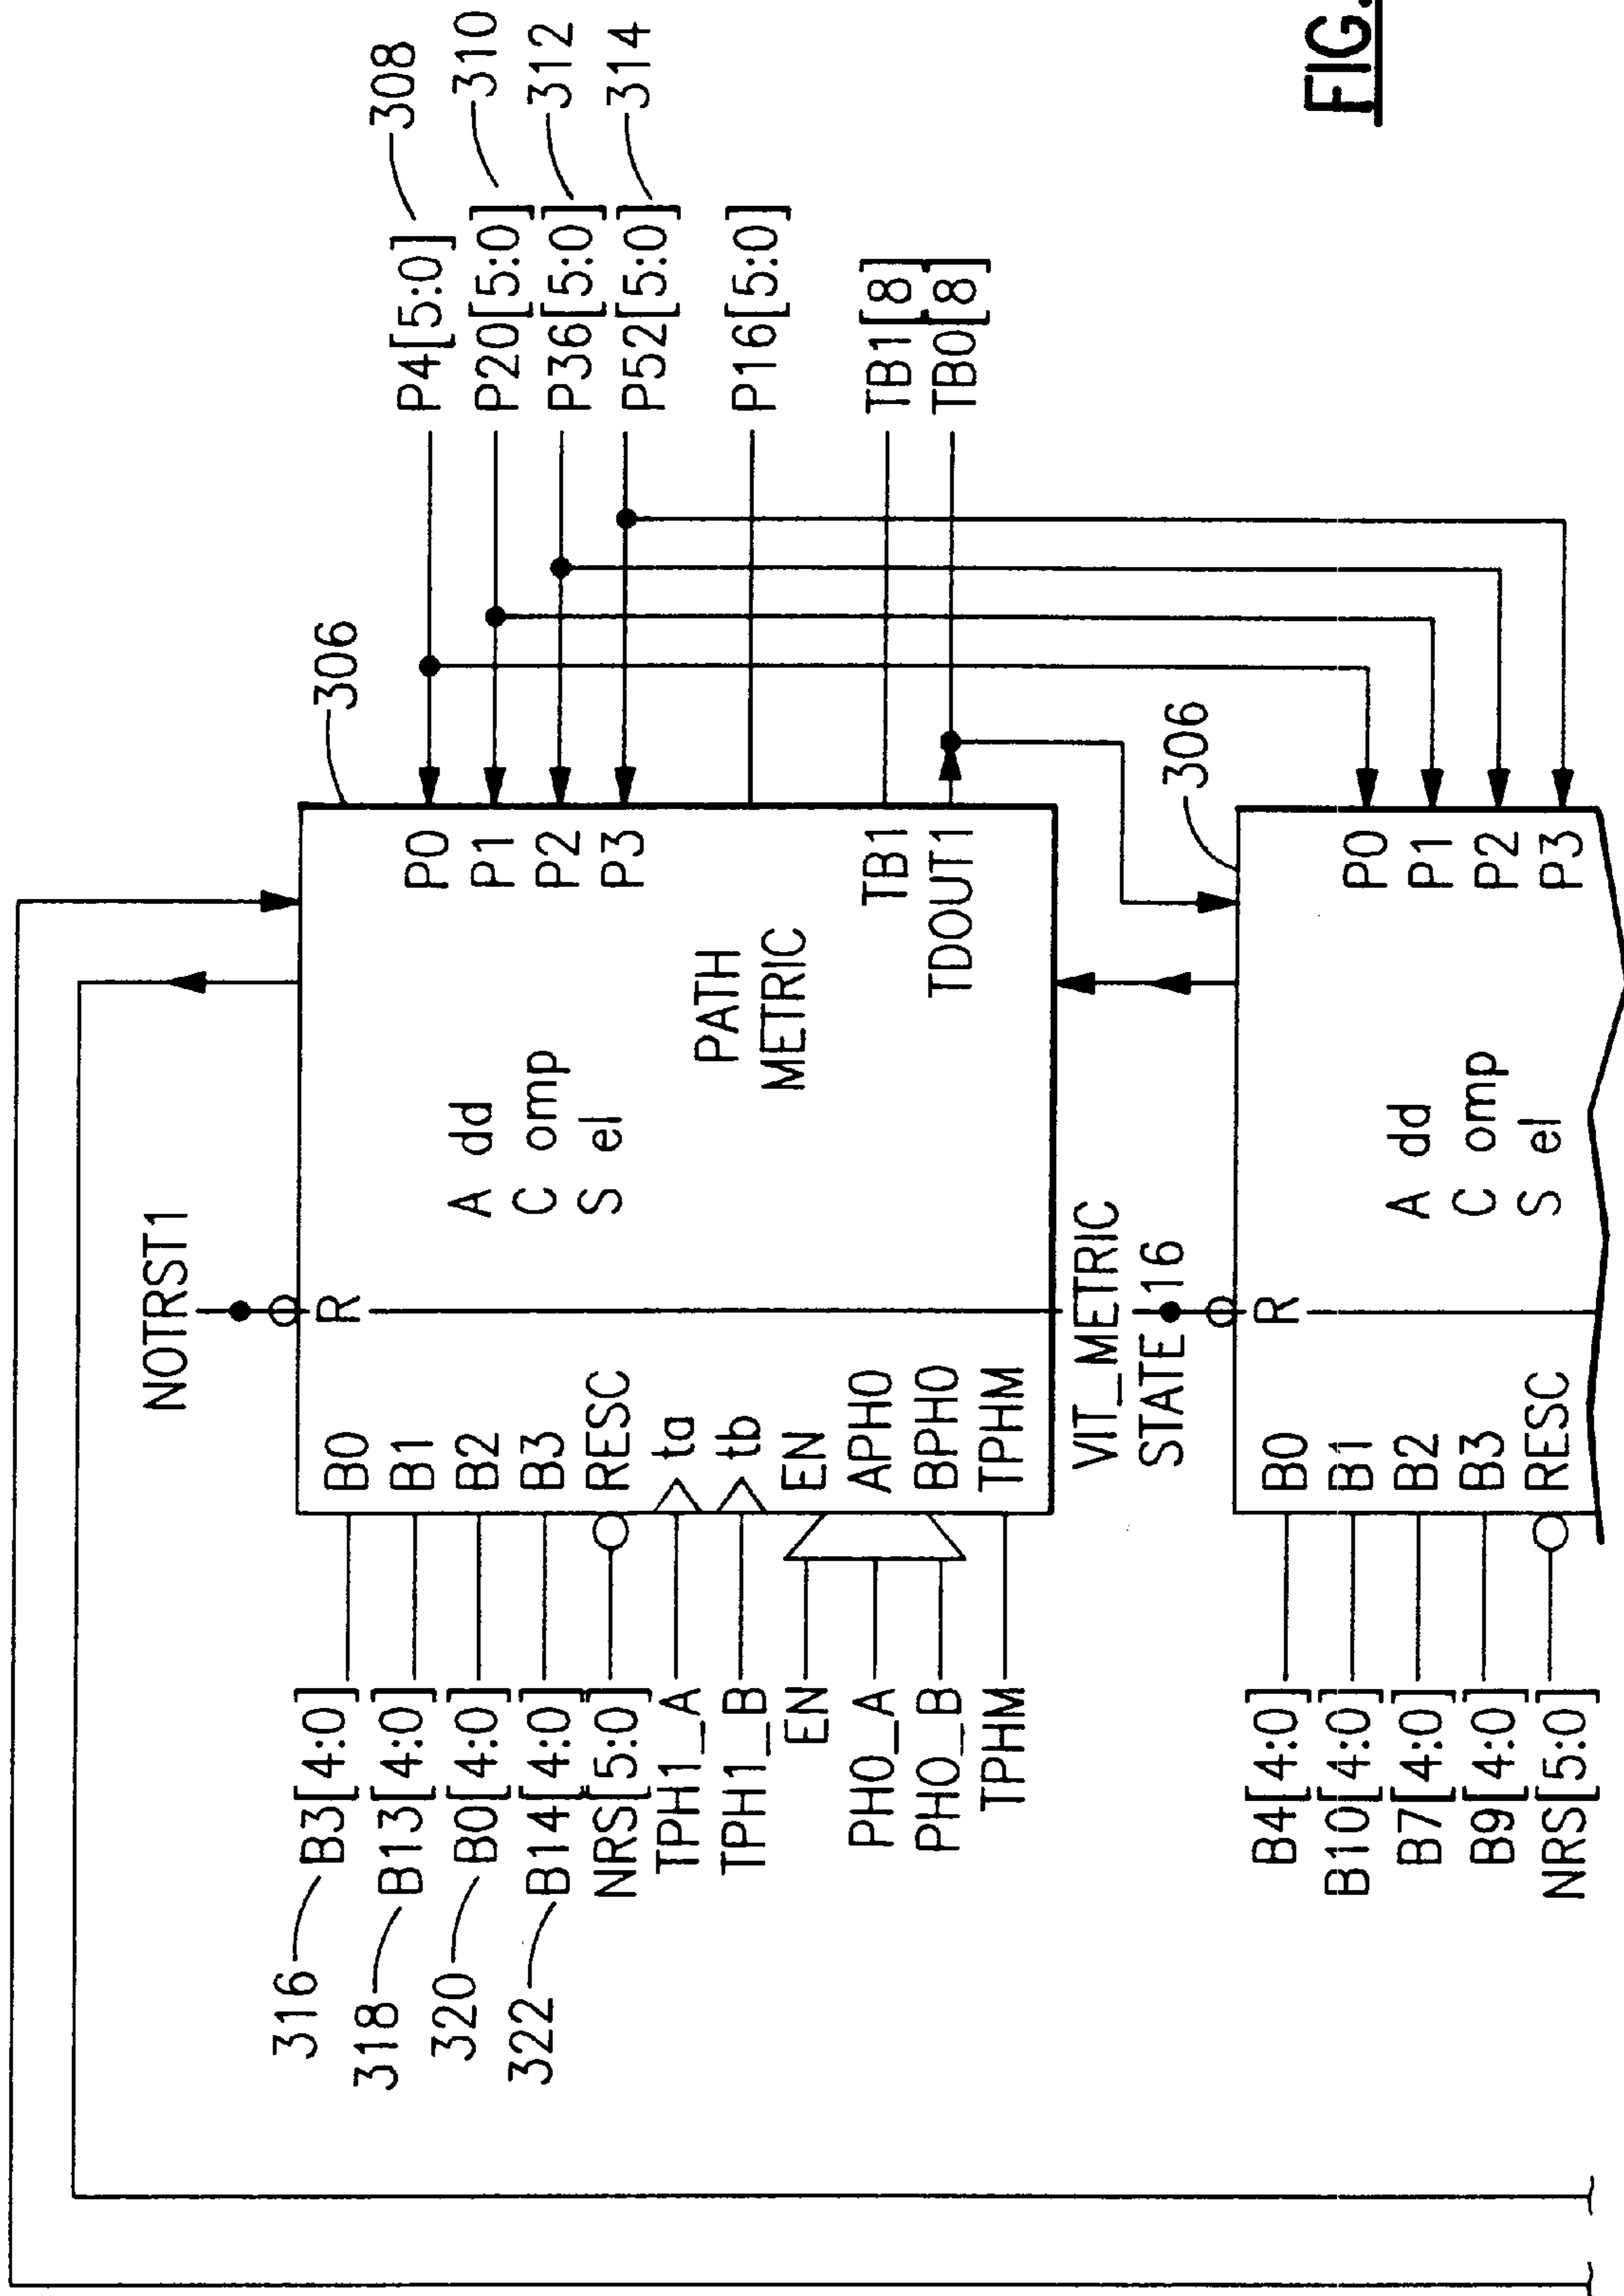 NOTRST1
306
316
B3[4:0]
B0
318
B13[4:0]
B1
320
B0[4:0]
B2
322
B14[4:0]
B3
NRS[5:0]
RESC
TPH1_A
ta
TPH1_B
tb
EN
EN
PH0_A
APH0
PH0_B
BPH0
TPHM
TPHM
R
A dd
C omp
S el
PATH
METRIC
P0
P4[5:0]
308
P1
P20[5:0]
310
P2
P36[5:0]
312
P3
P52[5:0]
314
P16[5:0]
TB1
TB1[8]
TDOUT1
TB0[8]
VIT_METRIC
STATE 16
306
B4[4:0]
B0
B10[4:0]
B1
B7[4:0]
B2
B9[4:0]
B3
NRS[5:0]
RESC
R
A dd
C omp
S el
P0
P1
P2
P3
FIG.